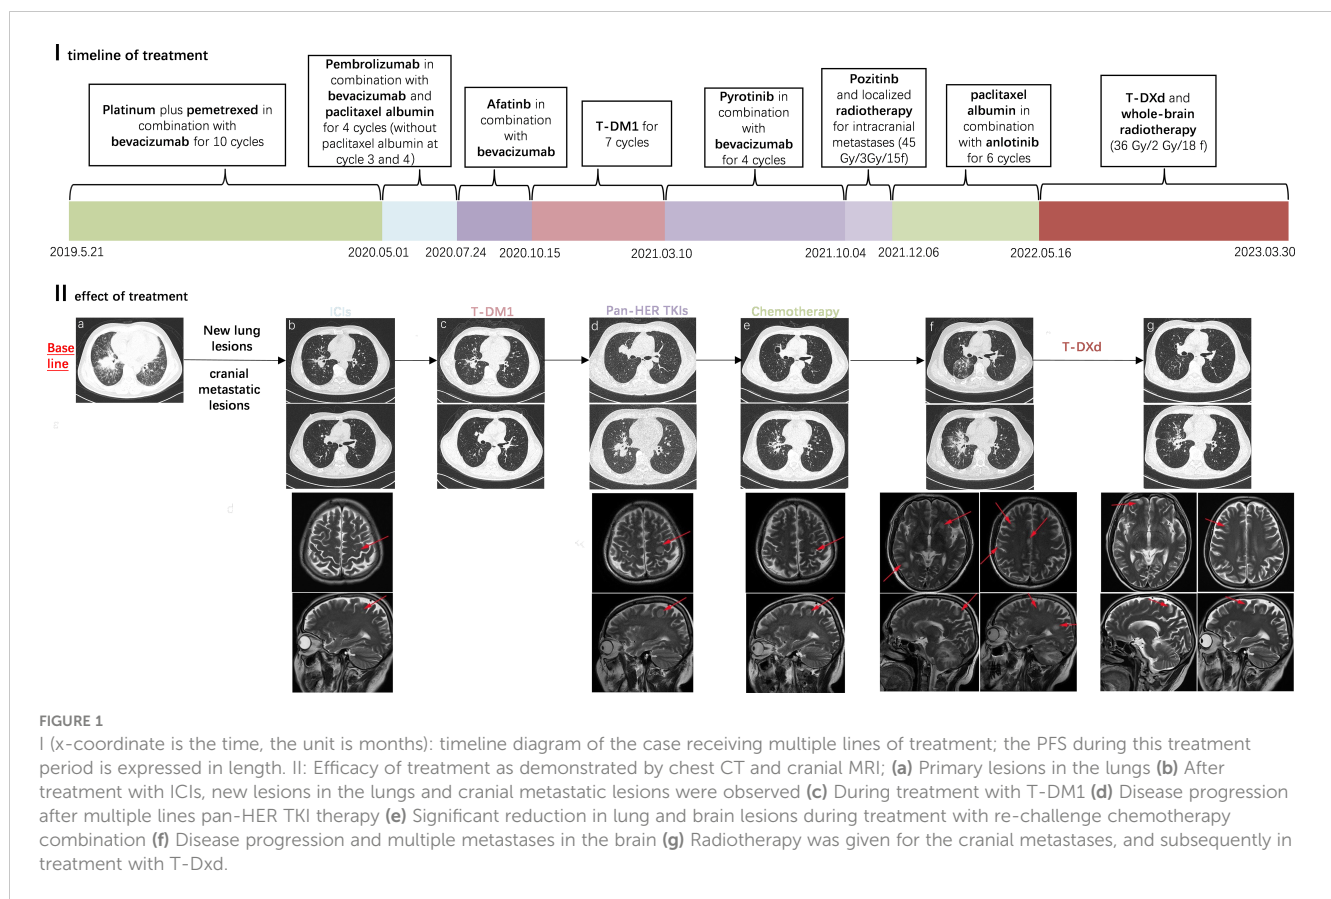 I timeline of treatment
Platinum plus pemetrexed in
combination with
bevacizumab for 10 cycles
Pembrolizumab in
combination with
bevacizumab and
paclitaxel albumin
for 4 cycles (without
paclitaxel albumin at
cycle 3 and 4)
Afatinb in
combination
with
bevacizumab
T-DM1 for
7 cycles
Pyrotinib in
combination
with
bevacizumab
for 4 cycles
Pozitinb
and localized
radiotherapy
for intracranial
metastases (45
Gy/3Gy/15f)
paclitaxel
albumin in
combination
with anlotinib
for 6 cycles
T-DXd and
whole-brain
radiotherapy
(36 Gy/2 Gy/18 f)
2019.5.21
2020.05.01
2020.07.24
2020.10.15
2021.03.10
2021.10.04
2021.12.06
2022.05.16
2023.03.30
II effect of treatment
ICIs
T-DM1
Pan-HER TKIs
Chemotherapy
Base
line
a
New lung
lesions
cranial
metastatic
lesions
b
c
d
e
f
T-DXd
g
g
d
FIGURE 1
I (x-coordinate is the time, the unit is months): timeline diagram of the case receiving multiple lines of treatment; the PFS during this treatment
period is expressed in length. II: Efficacy of treatment as demonstrated by chest CT and cranial MRI; (a) Primary lesions in the lungs (b) After
treatment with ICIs, new lesions in the lungs and cranial metastatic lesions were observed (c) During treatment with T-DM1 (d) Disease progression
after multiple lines pan-HER TKI therapy (e) Significant reduction in lung and brain lesions during treatment with re-challenge chemotherapy
combination (f) Disease progression and multiple metastases in the brain (g) Radiotherapy was given for the cranial metastases, and subsequently in
treatment with T-Dxd.